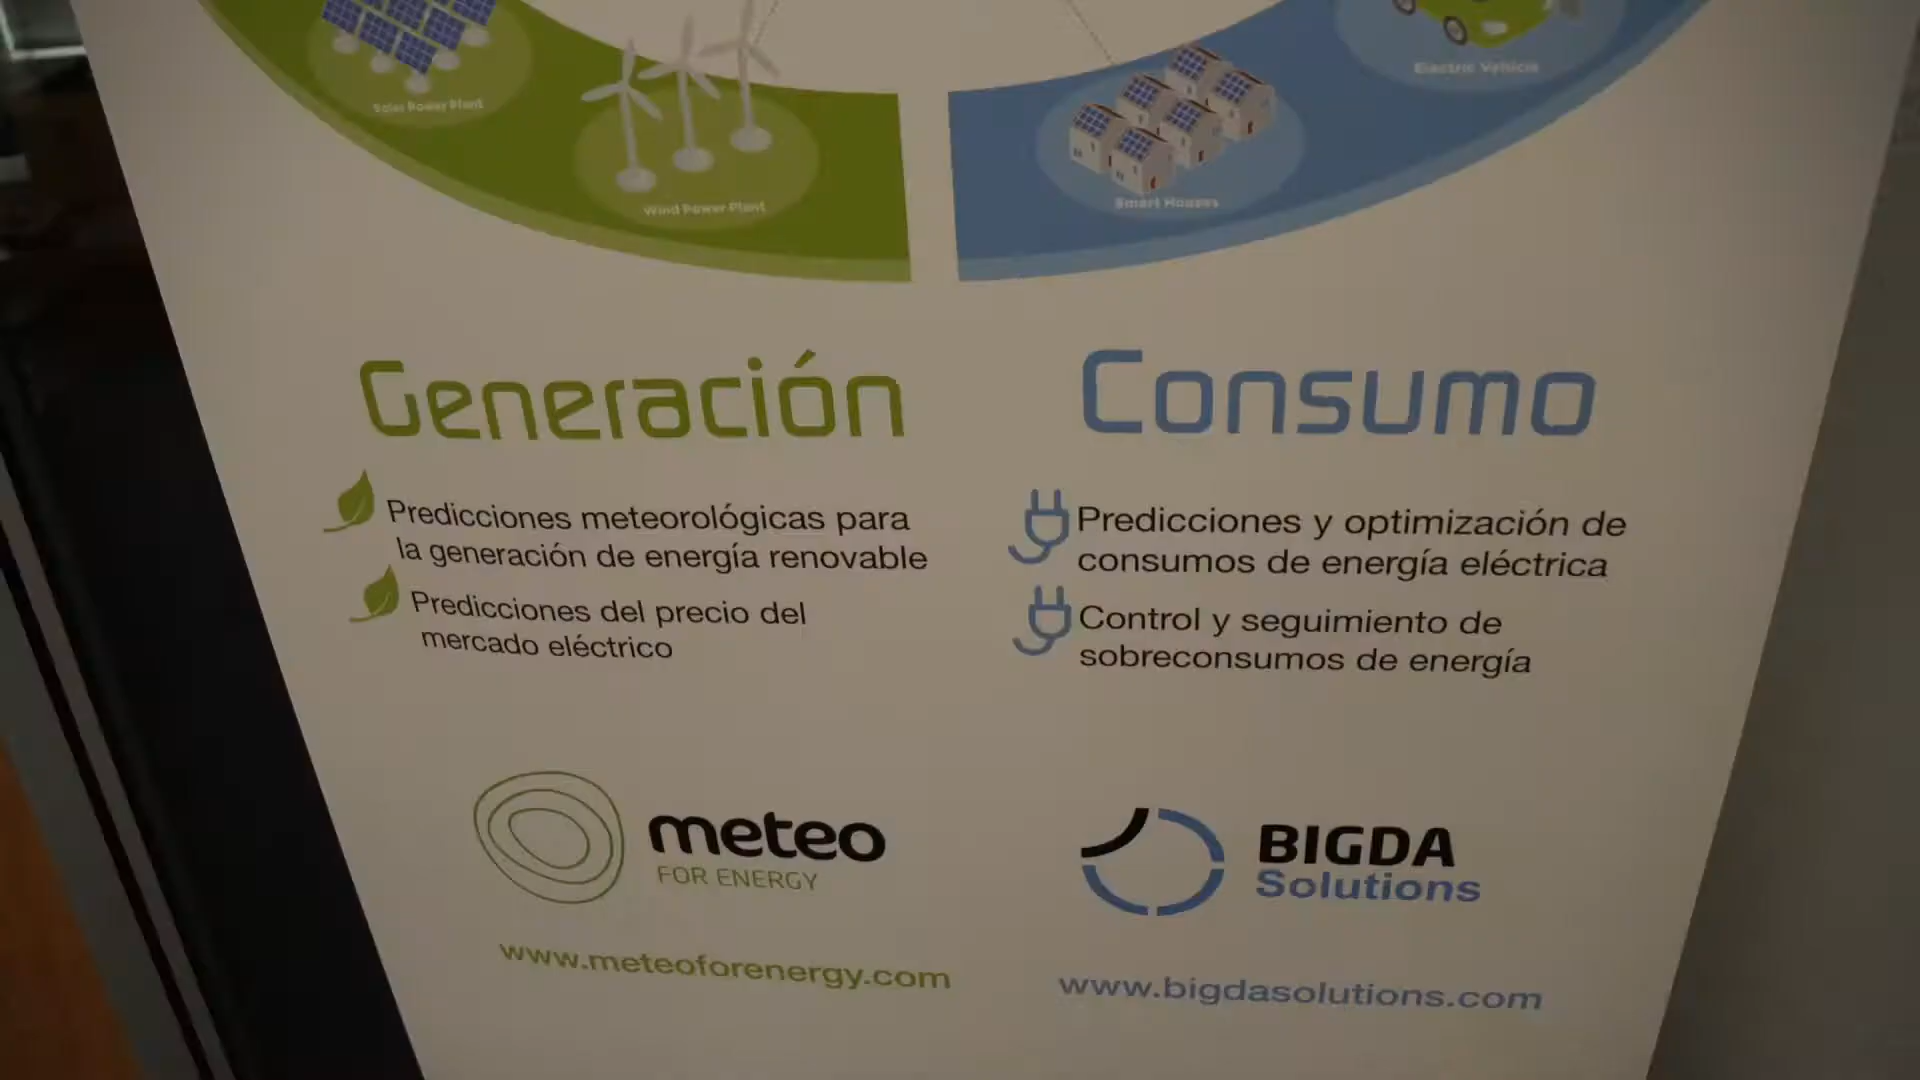 Solar Power Plant
Wind Power Plant
Smart Houses
Electric Vehicle
Generación
Predicciones meteorológicas para
la generación de energía renovable
Predicciones del precio del
mercado eléctrico
meteo
FOR ENERGY
www.meteoforenergy.com
Consumo
Predicciones y optimización de
consumos de energía eléctrica
Control y seguimiento de
sobreconsumos de energía
BIGDA
Solutions
www.bigdasolutions.com